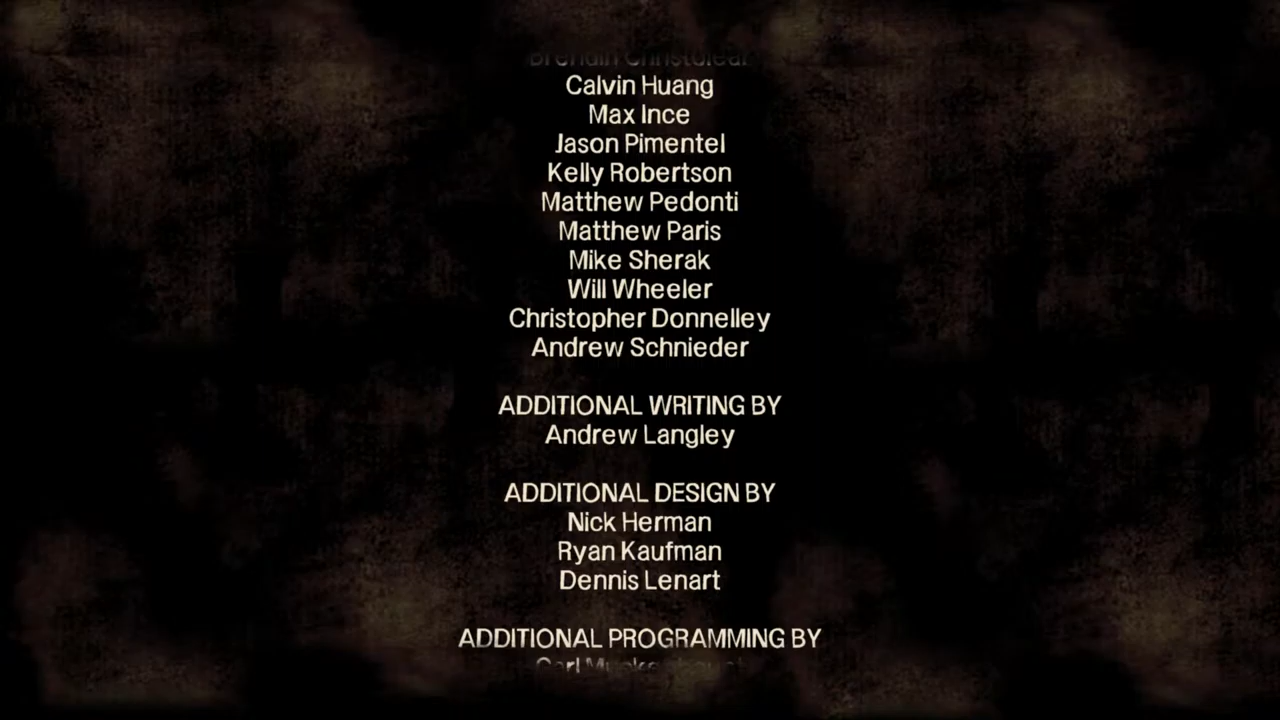 Calvin Huang
Max Ince
Jason Pimentel
Kelly Robertson
Matthew Pedonti
Matthew Paris
Mike Sherak
Will Wheeler
Christopher Donnelley
Andrew Schnieder
ADDITIONAL WRITING BY
Andrew Langley
ADDITIONAL DESIGN BY
Nick Herman
Ryan Kaufman
Dennis Lenart
ADDITIONAL PROGRAMMING BY
Carl